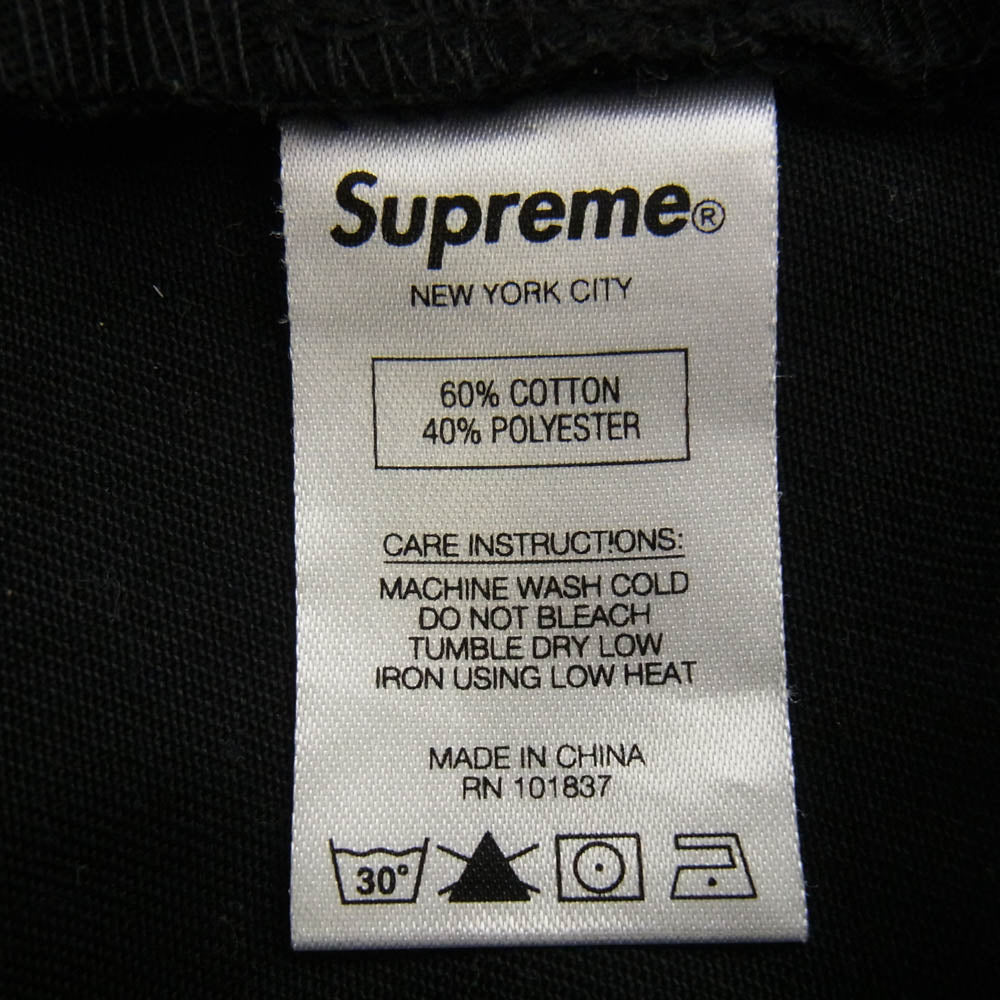 Supreme®
NEW YORK CITY
60% COTTON
40% POLYESTER
CARE INSTRUCTIONS:
MACHINE WASH COLD
DO NOT BLEACH
TUMBLE DRY LOW
IRON USING LOW HEAT
MADE IN CHINA
RN 101837
30°